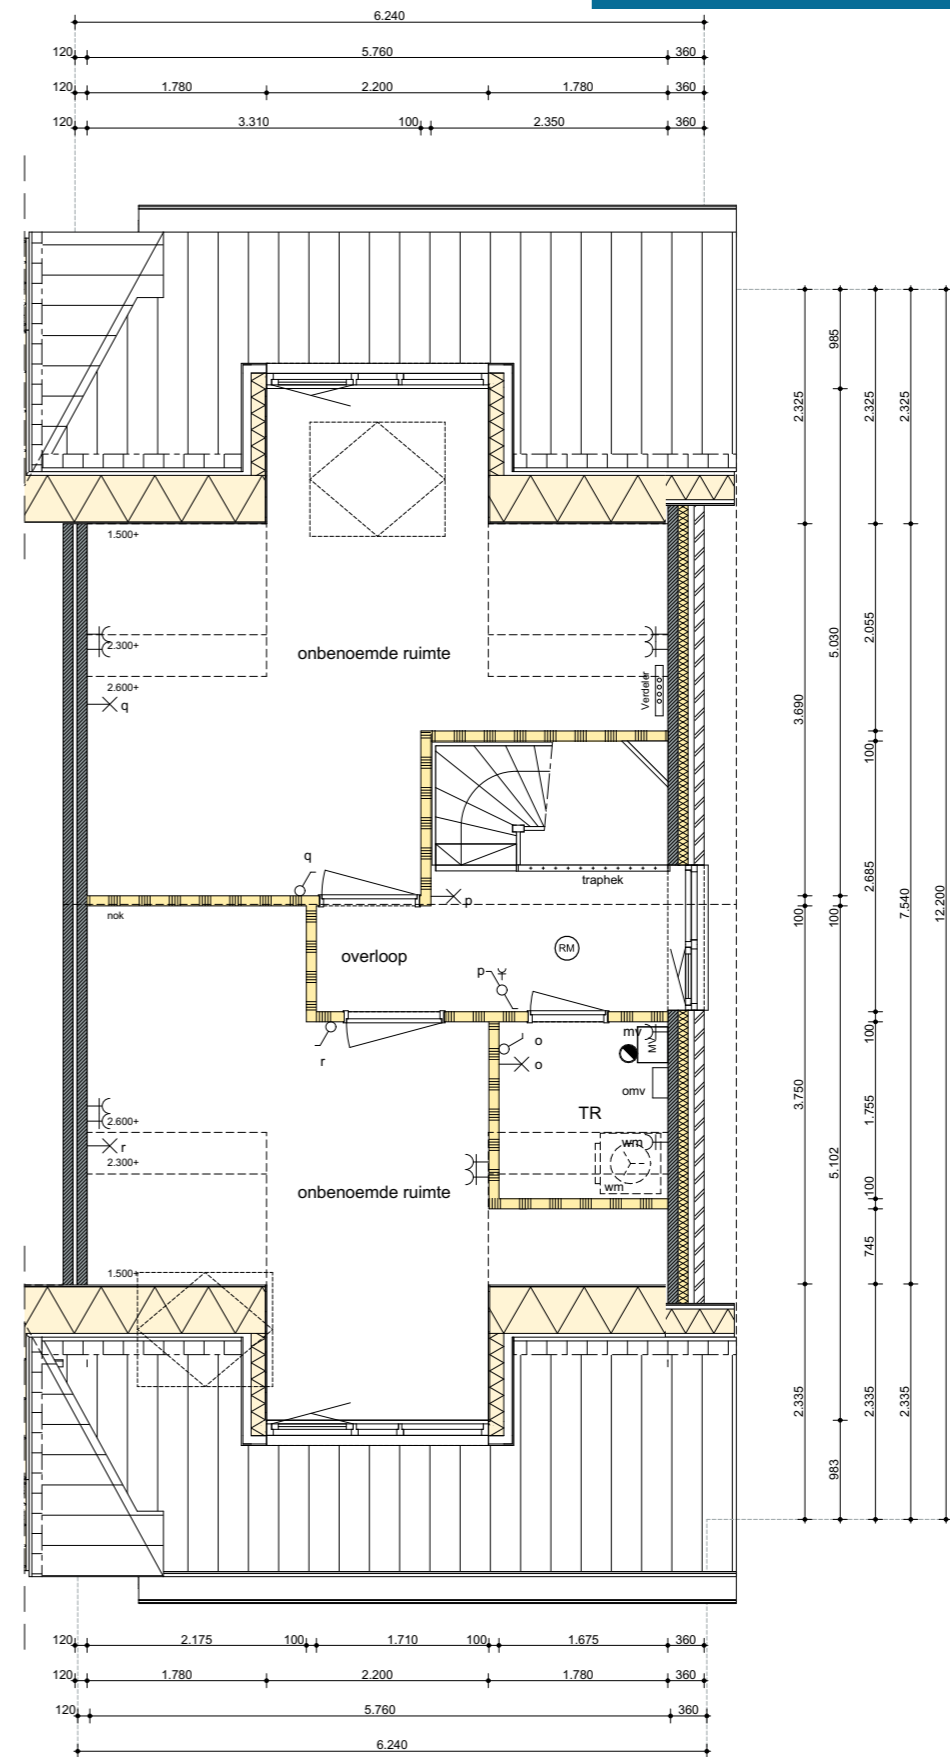 6.240
120 5.760 360
120 1.780 2.200 1.780 360
120 3.310 100 2.350 360
985
2.325 2.325 2.325
1.500+
2.300+
onbenoemde ruimte
2.600+
q
Verdeler
5.030
2.055
3.690
100
q
traphek
p
nok
overloop
RM
p
2.685
100 100
7.540
12.200
r
o
o
mv
MV
omv
TR
wm
wm
100
3.750
1.755
5.102
100
745
2.600+
r
2.300+
onbenoemde ruimte
1.500+
2.335 2.335 2.335
983
120 2.175 100 1.710 100 1.675 360
120 1.780 2.200 1.780 360
120 5.760 360
6.240